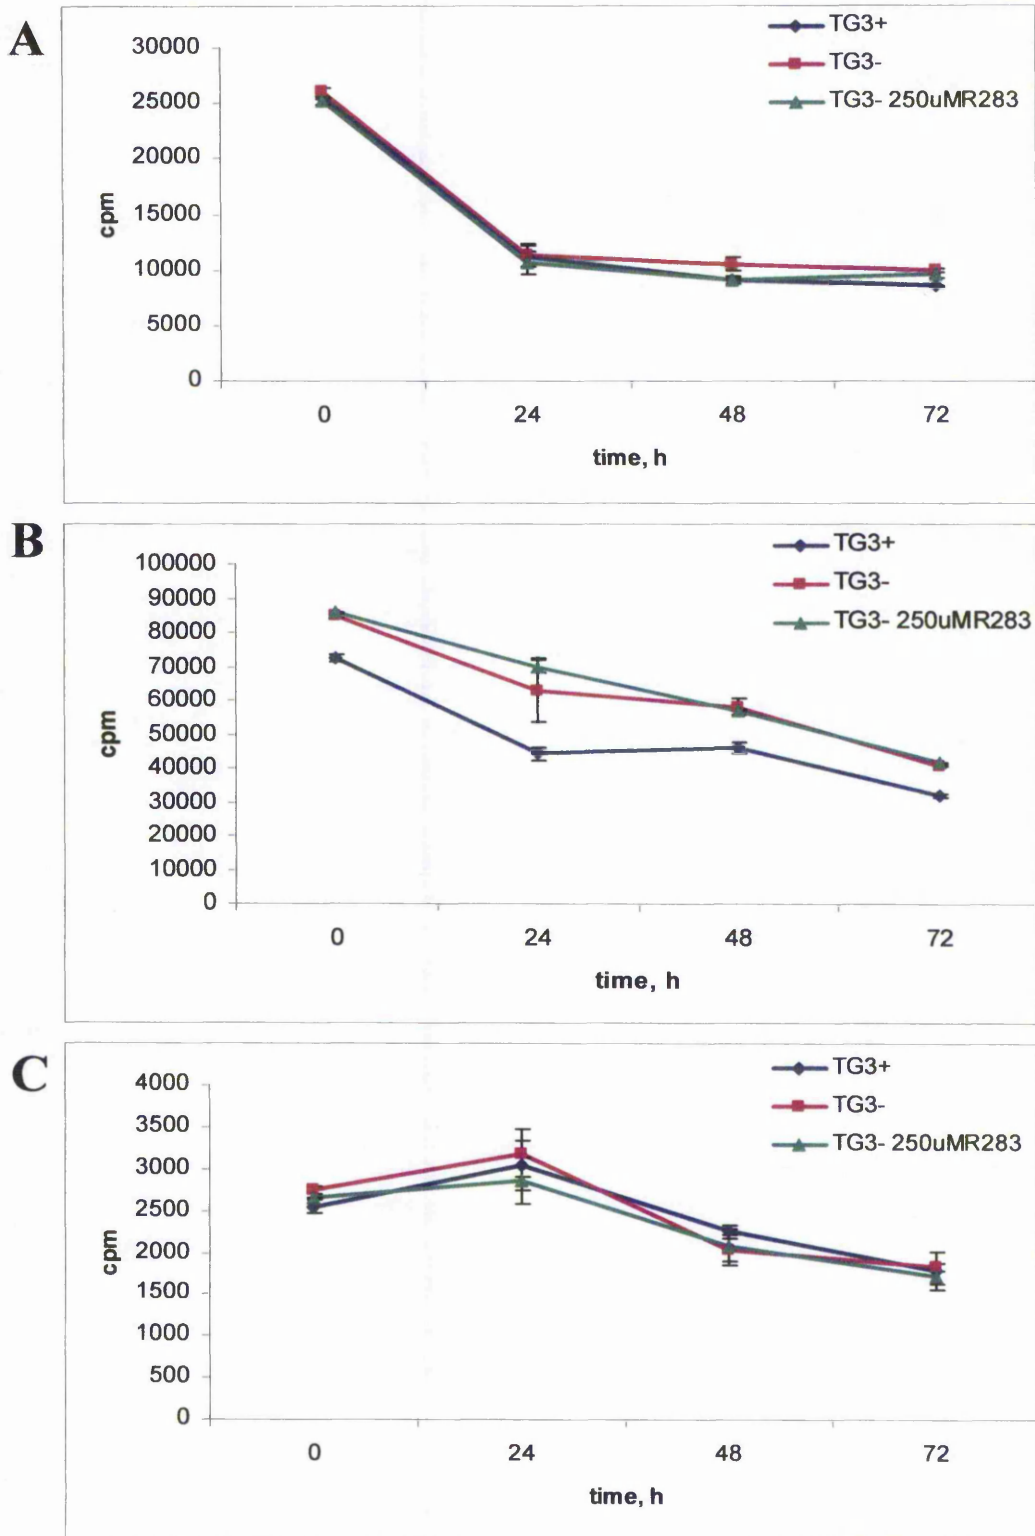 A
30000
25000
20000
15000
10000
5000
0
cpm
0 24 48 72
time, h
TG3+
TG3-
TG3- 250uMR283
B
100000
90000
80000
70000
60000
50000
40000
30000
20000
10000
0
cpm
0 24 48 72
time, h
TG3+
TG3-
TG3- 250uMR283
C
4000
3500
3000
2500
2000
1500
1000
500
0
cpm
0 24 48 72
time, h
TG3+
TG3-
TG3- 250uMR283